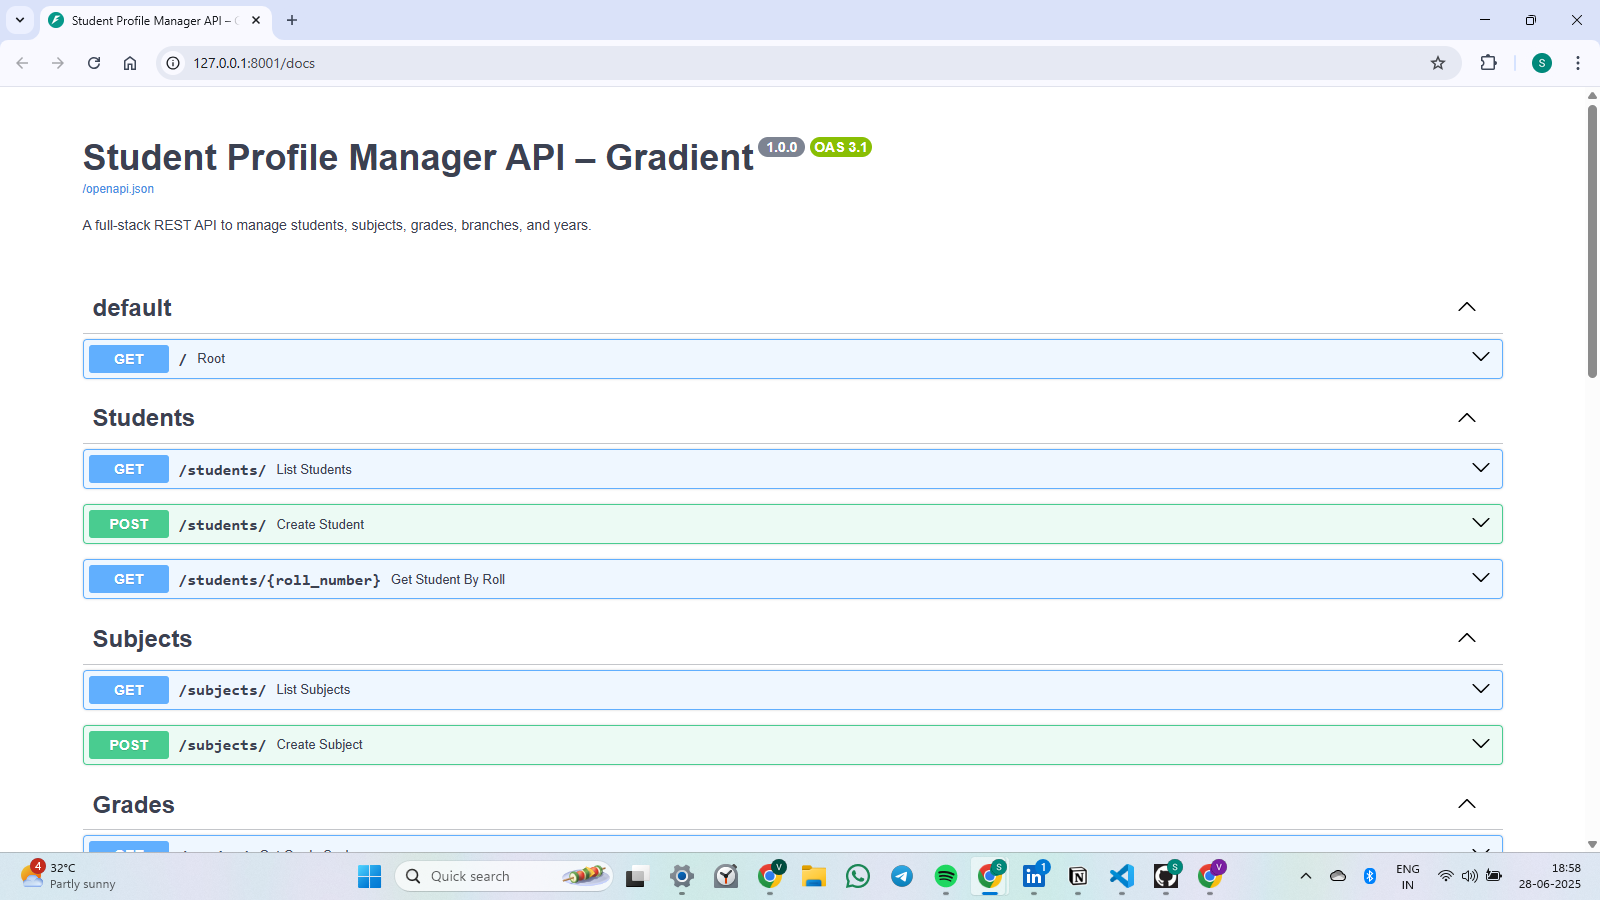 Student Profile Manager API –
127.0.0.1:8001/docs
S
Student Profile Manager API – Gradient 1.0.0 OAS 3.1
/openapi.json
A full-stack REST API to manage students, subjects, grades, branches, and years.
default
GET / Root
Students
GET /students/ List Students
POST /students/ Create Student
GET /students/{roll_number} Get Student By Roll
Subjects
GET /subjects/ List Subjects
POST /subjects/ Create Subject
Grades
GET
4 32°C
Partly sunny
Quick search
V
S
1
S
V
ENG
IN
18:58
28-06-2025